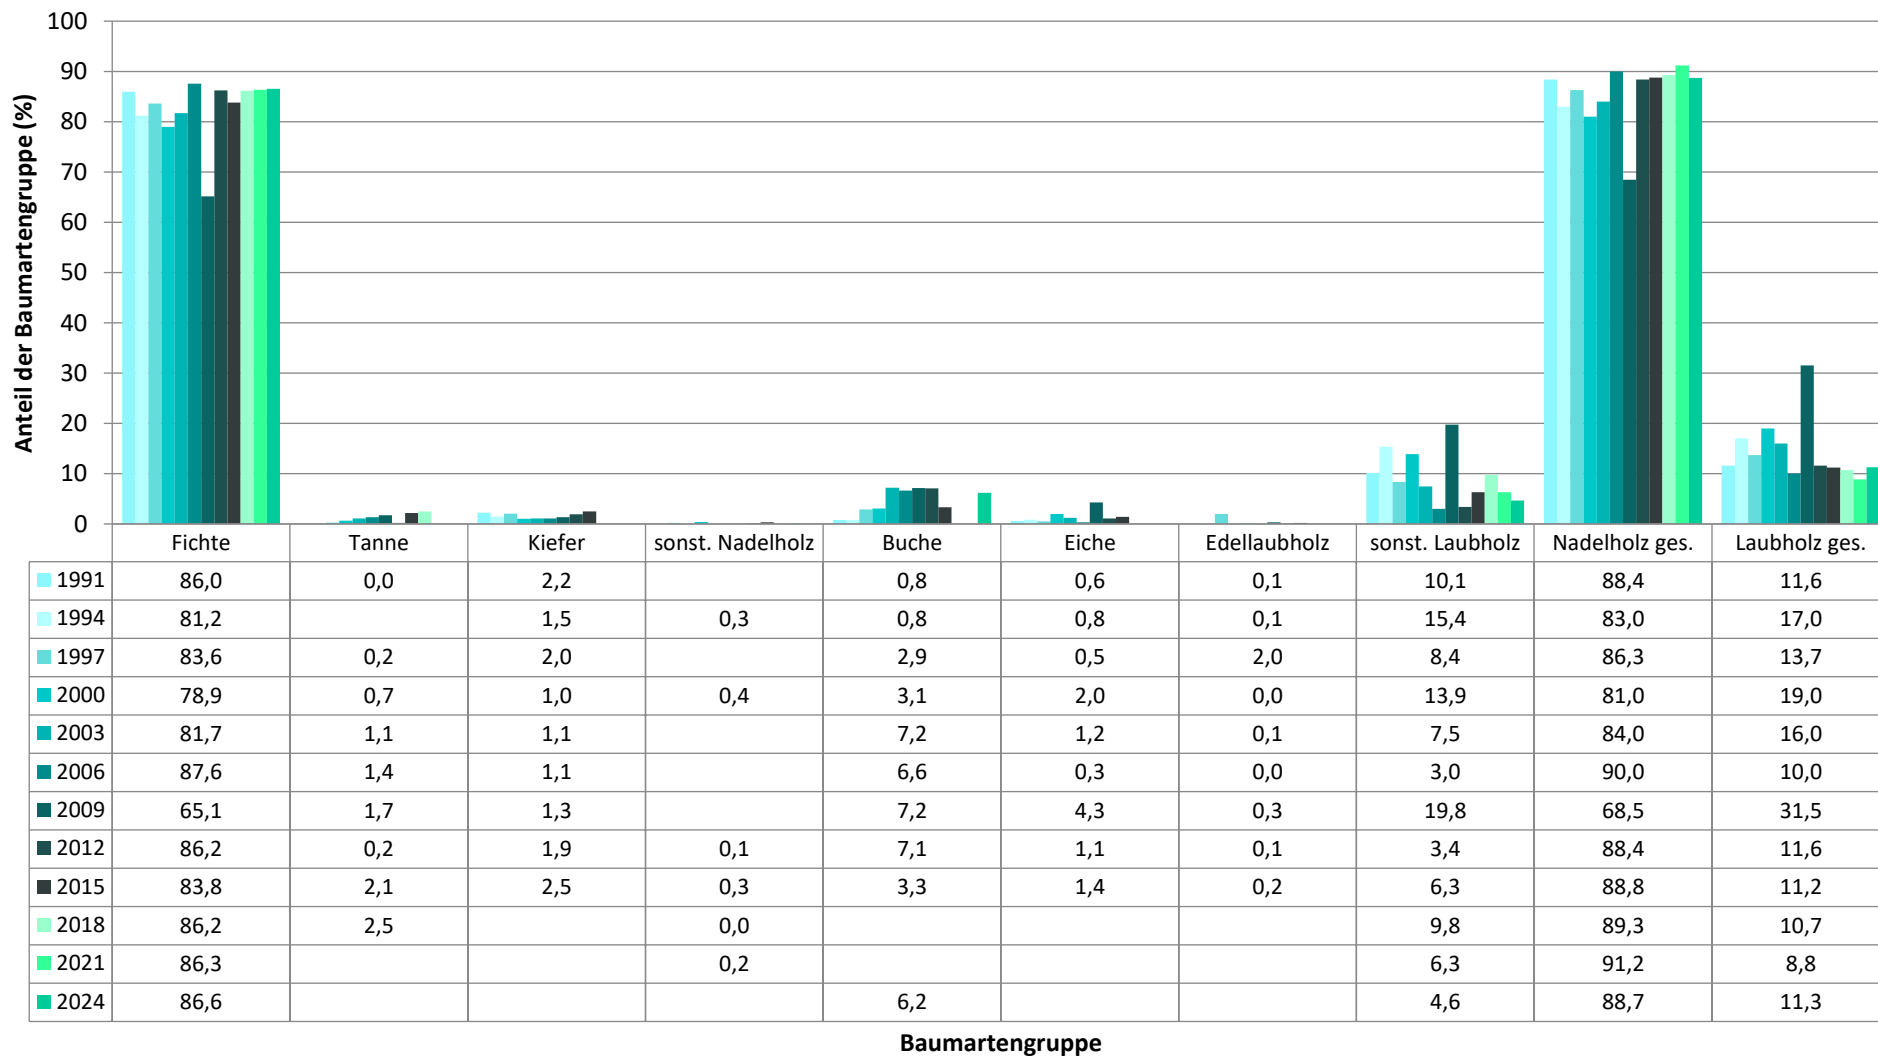 Anteil der Baumartengruppe (%)
100
90
80
70
60
50
40
30
20
10
0
Fichte Tanne Kiefer sonst. Nadelholz Buche Eiche Edellaubholz sonst. Laubholz Nadelholz ges. Laubholz ges.
1991 86,0 0,0 2,2 0,8 0,6 0,1 10,1 88,4 11,6
1994 81,2 1,5 0,3 0,8 0,8 0,1 15,4 83,0 17,0
1997 83,6 0,2 2,0 2,9 0,5 2,0 8,4 86,3 13,7
2000 78,9 0,7 1,0 0,4 3,1 2,0 0,0 13,9 81,0 19,0
2003 81,7 1,1 1,1 7,2 1,2 0,1 7,5 84,0 16,0
2006 87,6 1,4 1,1 6,6 0,3 0,0 3,0 90,0 10,0
2009 65,1 1,7 1,3 7,2 4,3 0,3 19,8 68,5 31,5
2012 86,2 0,2 1,9 0,1 7,1 1,1 0,1 3,4 88,4 11,6
2015 83,8 2,1 2,5 0,3 3,3 1,4 0,2 6,3 88,8 11,2
2018 86,2 2,5 0,0 9,8 89,3 10,7
2021 86,3 0,2 6,3 91,2 8,8
2024 86,6 6,2 4,6 88,7 11,3
Baumartengruppe